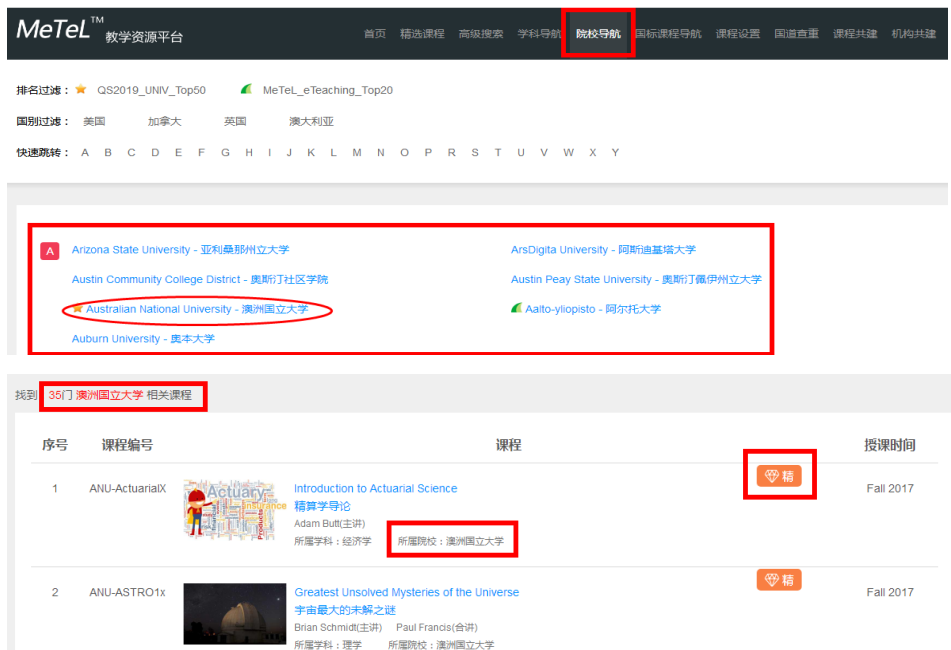 MeTeL™ 教学资源平台 首页 精选课程 高级搜索 学科导航 院校导航 国标课程导航 课程设置 国道查重 课程共建 机构共建
排名过滤： QS2019_UNIV_Top50 MeTeL_eTeaching_Top20
国别过滤： 美国 加拿大 英国 澳大利亚
快速跳转： A B C D E F G H I J K L M N O P R S T U V W X Y
A Arizona State University - 亚利桑那州立大学 ArsDigita University - 阿斯迪基塔大学
Austin Community College District - 奥斯汀社区学院 Austin Peay State University - 奥斯汀佩伊州立大学
Australian National University - 澳洲国立大学 Aalto-yliopisto - 阿尔托大学
Auburn University - 奥本大学
找到 35门 澳洲国立大学 相关课程
序号 课程编号 课程 授课时间
1 ANU-ActuarialX Introduction to Actuarial Science 精 Fall 2017
Actuary
insurance
Products
精算学导论
Adam Butt(主讲)
所属学科：经济学 所属院校：澳洲国立大学
2 ANU-ASTRO1x Greatest Unsolved Mysteries of the Universe 精 Fall 2017
宇宙最大的未解之谜
Brian Schmidt(主讲) Paul Francis(合讲)
所属学科：理学 所属院校：澳洲国立大学